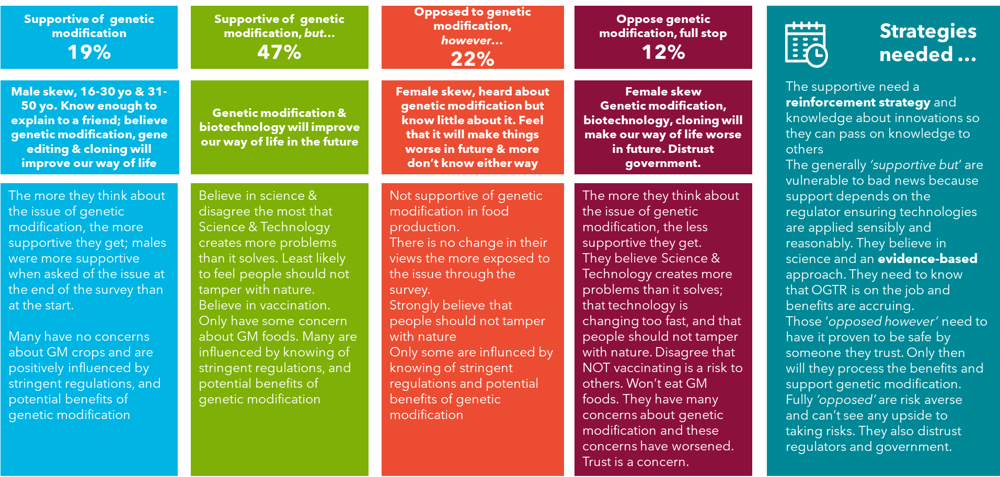 Supportive of genetic
modification
19%
Male skew, 16-30 yo & 31-
50 yo. Know enough to
explain to a friend; believe
genetic modification, gene
editing & cloning will
improve our way of life
The more they think about
the issue of genetic
modification, the more
supportive they get; males
were more supportive
when asked of the issue at
the end of the survey than
at the start.
Many have no concerns
about GM crops and are
positively influenced by
stringent regulations, and
potential benefits of
genetic modification
Supportive of genetic
modification, but...
47%
Genetic modification &
biotechnology will improve
our way of life in the future
Believe in science &
disagree the most that
Science & Technology
creates more problems
than it solves. Least likely
to feel people should not
tamper with nature.
Believe in vaccination.
Only have some concern
about GM foods. Many are
influenced by knowing of
stringent regulations, and
potential benefits of
genetic modification
Opposed to genetic
modification,
however...
22%
Female skew, heard about
genetic modification but
know little about it. Feel
that it will make things
worse in future & more
don't know either way
Not supportive of genetic
modification in food
production.
There is no change in their
views the more exposed to
the issue through the
survey.
Strongly believe that
people should not tamper
with nature
Only some are influnced by
knowing of stringent
regulations and potential
benefits of genetic
modification
Oppose genetic
modification, full stop
12%
Female skew
Genetic modification,
biotechnology, cloning will
make our way of life worse
in future. Distrust
government.
The more they think about
the issue of genetic
modification, the less
supportive they get.
They believe Science &
Technology creates more
problems than it solves;
that technology is
changing too fast, and that
people should not tamper
with nature. Disagree that
NOT vaccinating is a risk to
others. Won't eat GM
foods. They have many
concerns about genetic
modification and these
concerns have worsened.
Trust is a concern.
Strategies
needed ...
The supportive need a
reinforcement strategy and
knowledge about innovations so
they can pass on knowledge to
others
The generally 'supportive but' are
vulnerable to bad news because
support depends on the
regulator ensuring technologies
are applied sensibly and
reasonably. They believe in
science and an evidence-based
approach. They need to know
that OGTR is on the job and
benefits are accruing.
Those 'opposed however' need to
have it proven to be safe by
someone they trust. Only then
will they process the benefits and
support genetic modification.
Fully 'opposed' are risk averse
and can't see any upside to
taking risks. They also distrust
regulators and government.